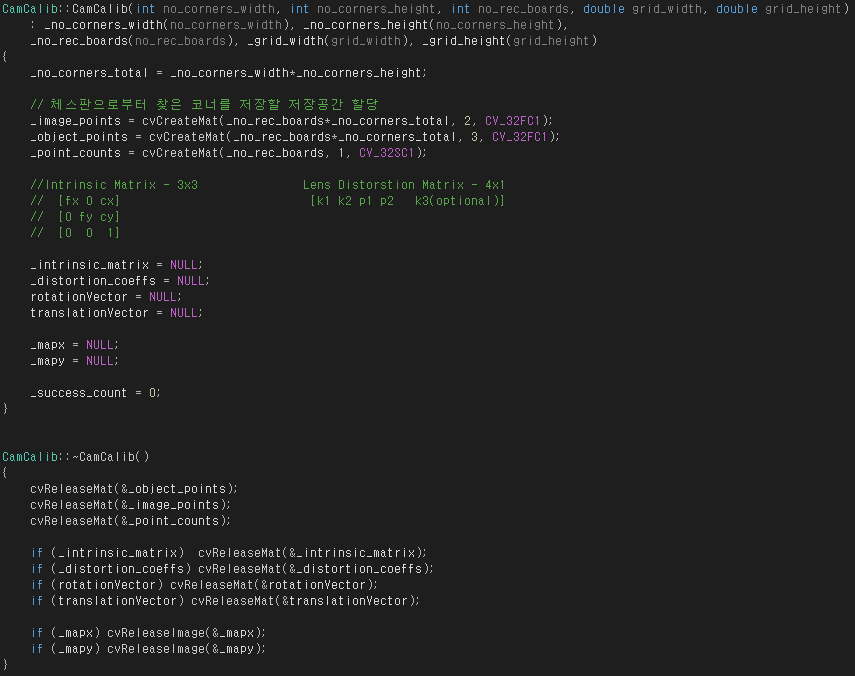 CamCalib::CamCalib(int no_corners_width, int no_corners_height, int no_rec_boards, double grid_width, double grid_height)
: _no_corners_width(no_corners_width), _no_corners_height(no_corners_height),
_no_rec_boards(no_rec_boards), _grid_width(grid_width), _grid_height(grid_height)
{
_no_corners_total = _no_corners_width*_no_corners_height;
// 체스판으로부터 찾은 코너를 저장할 저장공간 할당
_image_points = cvCreateMat(_no_rec_boards*_no_corners_total, 2, CV_32FC1);
_object_points = cvCreateMat(_no_rec_boards*_no_corners_total, 3, CV_32FC1);
_point_counts = cvCreateMat(_no_rec_boards, 1, CV_32SC1);
//Intrinsic Matrix - 3x3 Lens Distorstion Matrix - 4x1
// [fx 0 cx] [k1 k2 p1 p2 k3(optional)]
// [0 fy cy]
// [0 0 1]
_intrinsic_matrix = NULL;
_distortion_coeffs = NULL;
rotationVector = NULL;
translationVector = NULL;
_mapx = NULL;
_mapy = NULL;
_success_count = 0;
}
CamCalib::~CamCalib()
{
cvReleaseMat(&_object_points);
cvReleaseMat(&_image_points);
cvReleaseMat(&_point_counts);
if (_intrinsic_matrix) cvReleaseMat(&_intrinsic_matrix);
if (_distortion_coeffs) cvReleaseMat(&_distortion_coeffs);
if (rotationVector) cvReleaseMat(&rotationVector);
if (translationVector) cvReleaseMat(&translationVector);
if (_mapx) cvReleaseImage(&_mapx);
if (_mapy) cvReleaseImage(&_mapy);
}